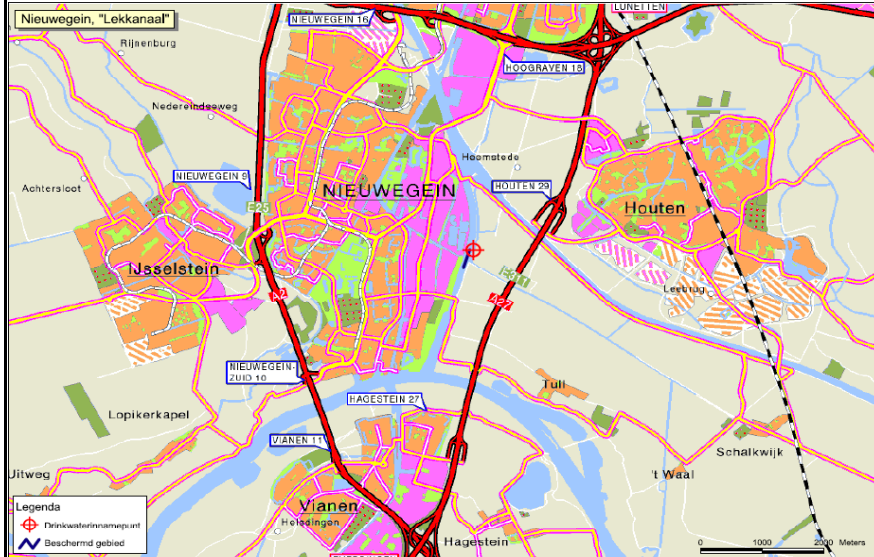 Nieuwegein, "Lekkanaal"
NIEUWEGEIN 16
LUNETTEN
Rijnenburg
HOOGRAVEN 18
Nedereindseweg
Heemstede
NIEUWEGEIN 9
NIEUWEGEIN
HOUTEN 29
Achtersloot
E25
Houten
IJsselstein
E311
A2
A27
Leebrug
NIEUWEGEIN-
ZUID 10
Tull
HAGESTEIN 27
Lopikerkapel
VIANEN 11
Schalkwijk
Uitweg
't Waal
Legenda
Vianen
Drinkwaterinnamepunt
Helsdingen
Beschermd gebied
Hagestein
0 1000 2000 Meters